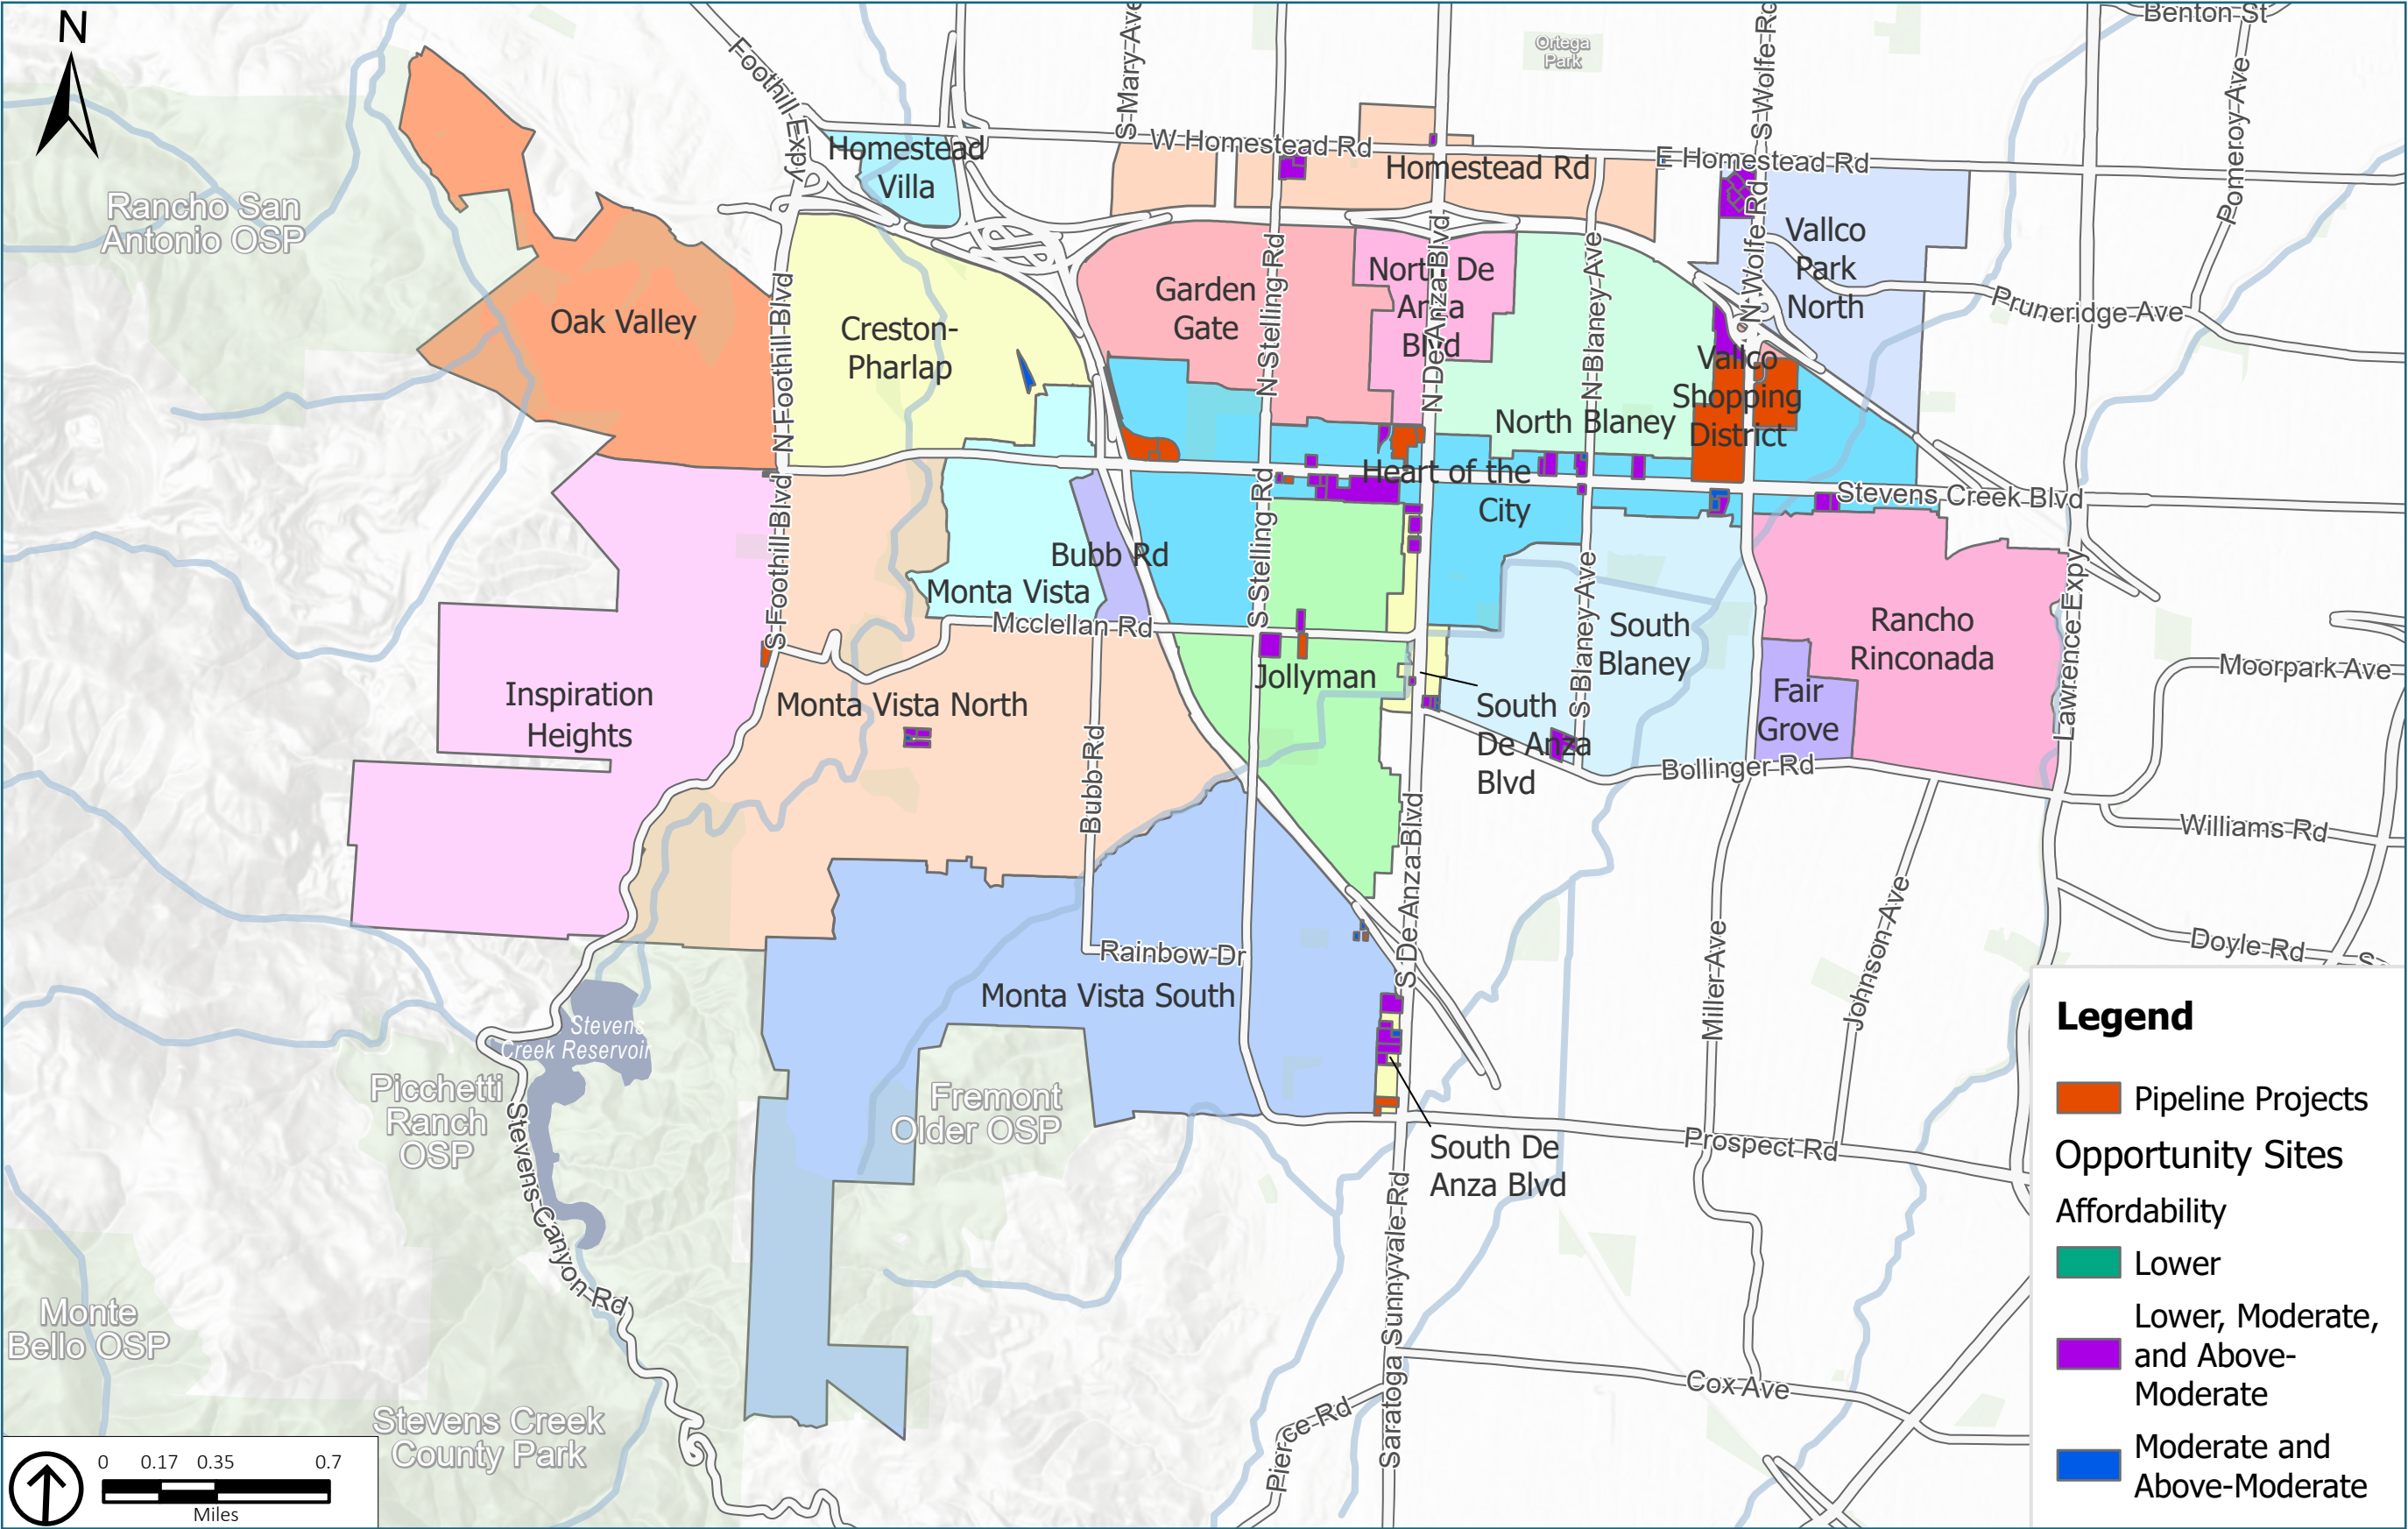 N
Foothill Expy
S Mary Ave
Ortega
Park
S Wolfe Rd
Benton St
Pomeroy Ave
W Homestead Rd
E Homestead Rd
Homestead
Villa
Homestead Rd
Rancho San
Antonio OSP
Oak Valley
N Foothill Blvd
Creston-
Pharlap
Garden
Gate
N Stelling Rd
North De
Anza
Blvd
N De Anza Blvd
N Blaney Ave
N Wolfe Rd
Vallco
Park
North
Pruneridge Ave
Vallco
Shopping
District
North Blaney
Heart of the
City
Stevens Creek Blvd
S Foothill Blvd
Bubb Rd
Monta Vista
Mcclellan Rd
S Stelling Rd
S Blaney Ave
South
Blaney
Rancho
Rinconada
Lawrence Expy
Moorpark Ave
Inspiration
Heights
Monta Vista North
Jollyman
South
De Anza
Blvd
Fair
Grove
Bollinger Rd
Bubb Rd
Williams Rd
S De Anza Blvd
Miller Ave
Johnson Ave
Doyle Rd
Rainbow Dr
Monta Vista South
Stevens
Creek Reservoir
Picchetti
Ranch
OSP
Fremont
Older OSP
Stevens Canyon Rd
South De
Anza Blvd
Prospect Rd
Saratoga Sunnyvale Rd
Monte
Bello OSP
Stevens Creek
County Park
Cox Ave
Pierce Rd
0 0.17 0.35 0.7
Miles
Legend
Pipeline Projects
Opportunity Sites
Affordability
Lower
Lower, Moderate,
and Above-
Moderate
Moderate and
Above-Moderate